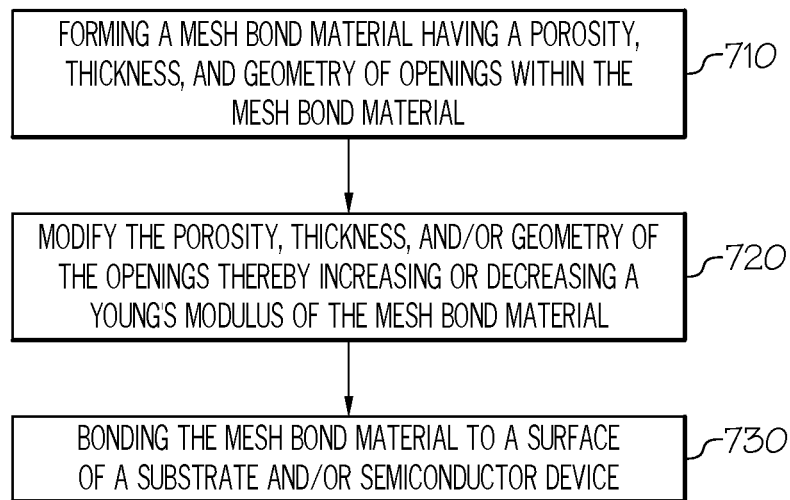 FORMING A MESH BOND MATERIAL HAVING A POROSITY,
THICKNESS, AND GEOMETRY OF OPENINGS WITHIN THE
MESH BOND MATERIAL
710
MODIFY THE POROSITY, THICKNESS, AND/OR GEOMETRY OF
THE OPENINGS THEREBY INCREASING OR DECREASING A
YOUNG'S MODULUS OF THE MESH BOND MATERIAL
720
BONDING THE MESH BOND MATERIAL TO A SURFACE
OF A SUBSTRATE AND/OR SEMICONDUCTOR DEVICE
730